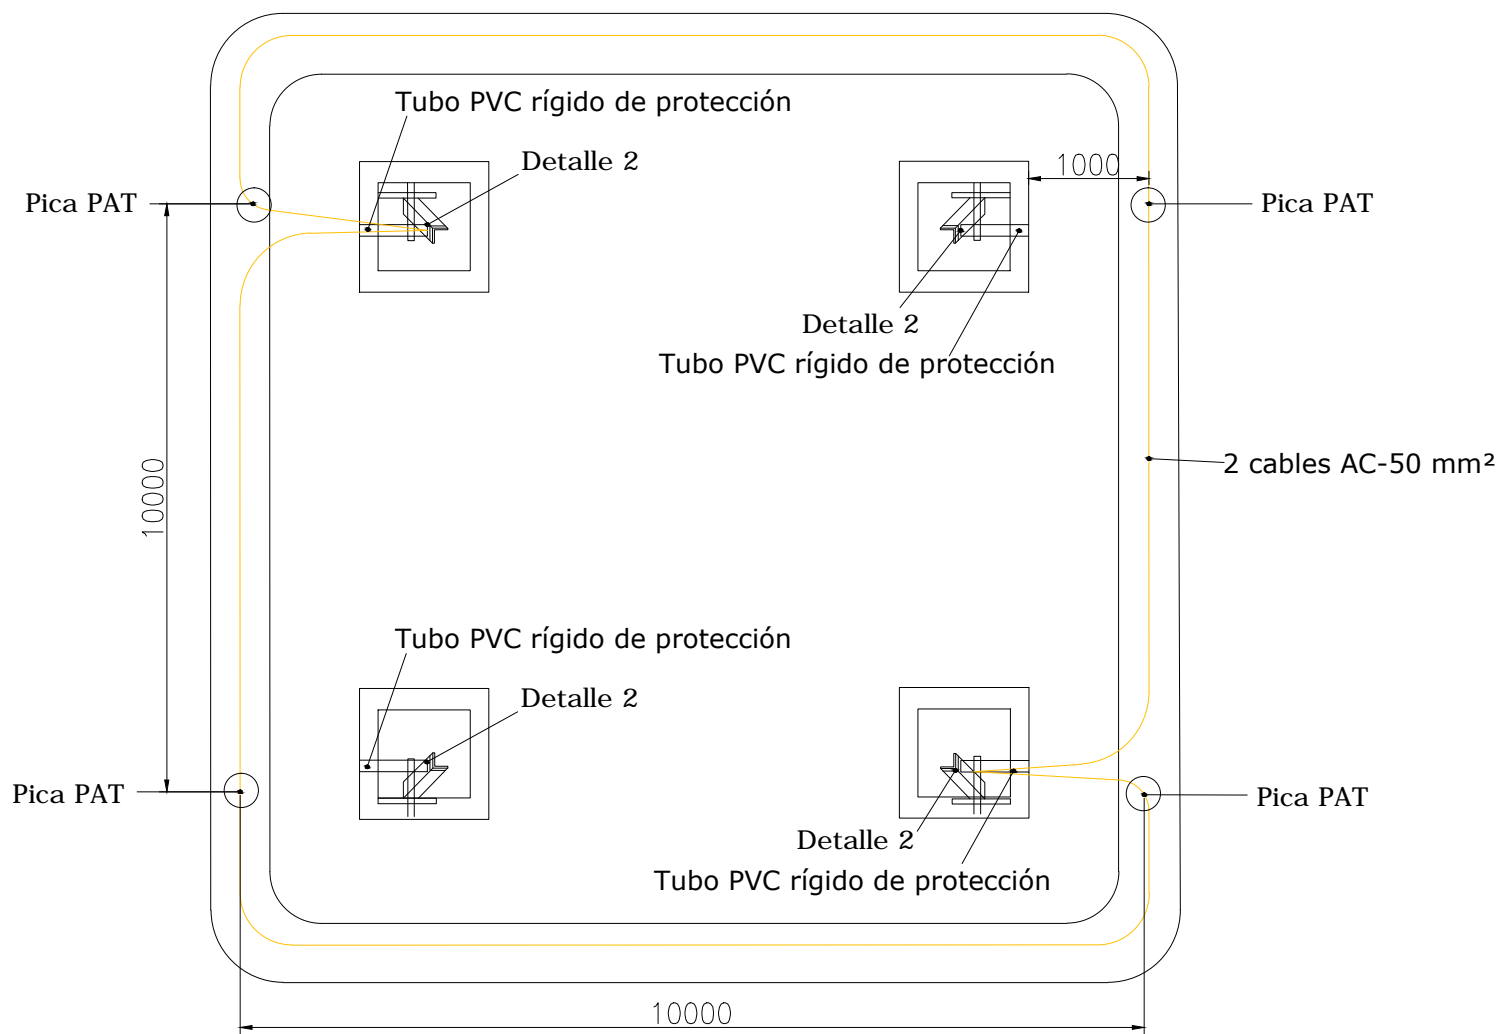 Tubo PVC rígido de protección
Detalle 2
1000
Pica PAT
Pica PAT
Detalle 2
Tubo PVC rígido de protección
10000
2 cables AC-50 mm²
Tubo PVC rígido de protección
Detalle 2
Pica PAT
Pica PAT
Detalle 2
Tubo PVC rígido de protección
10000